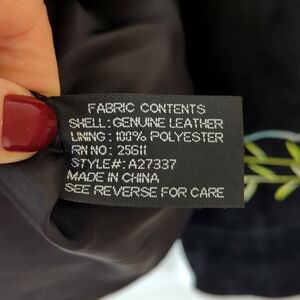 FABRIC CONTENTS
SHELL: GENUINE LEATHER
LINING: 100% POLYESTER
RN NO: 25611
STYLE#: A27337
MADE IN CHINA
SEE REVERSE FOR CARE